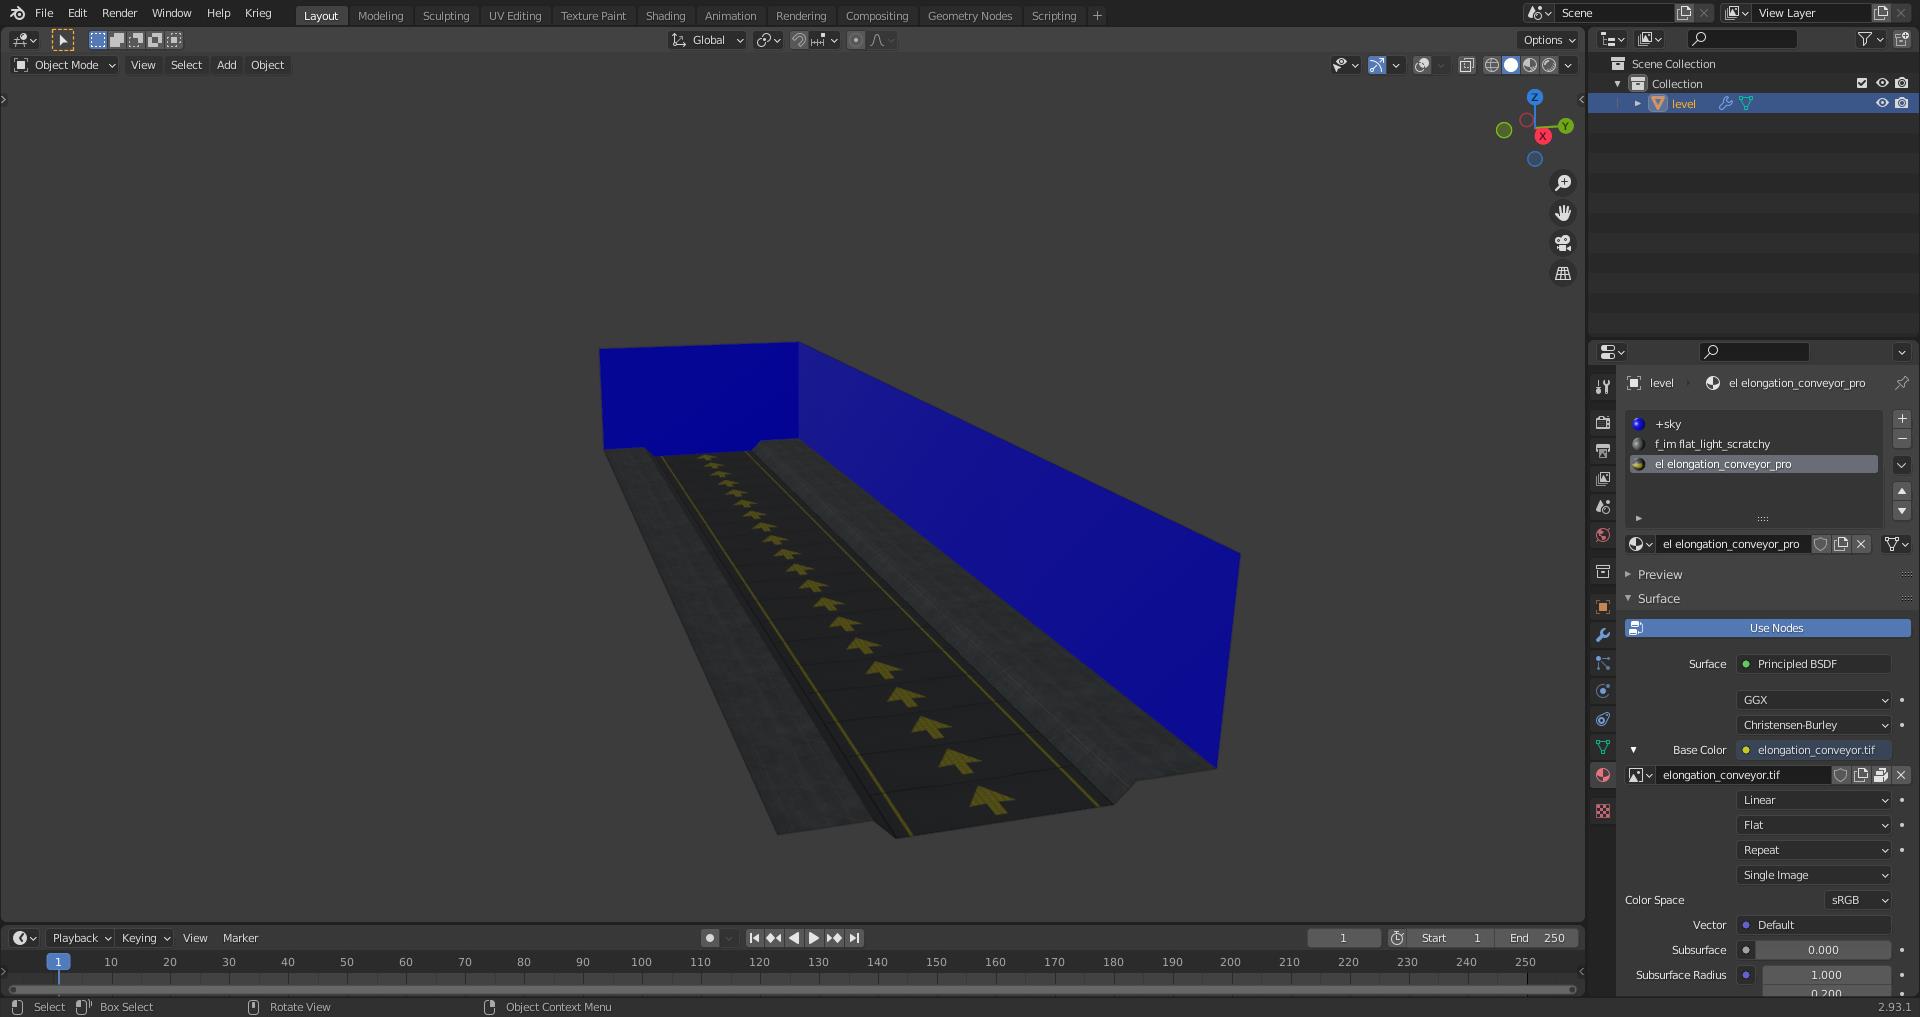 File Edit Render Window Help Krieg
Layout Modeling Sculpting UV Editing Texture Paint Shading Animation Rendering Compositing Geometry Nodes Scripting +
Scene
View Layer
Global
Options
Object Mode View Select Add Object
Z
Y
X
Scene Collection
Collection
level
level el elongation_conveyor_pro
+sky
f_im flat_light_scratchy
el elongation_conveyor_pro
el elongation_conveyor_pro
Preview
Surface
Use Nodes
Surface Principled BSDF
GGX
Christensen-Burley
Base Color elongation_conveyor.tif
elongation_conveyor.tif
Linear
Flat
Repeat
Single Image
Color Space sRGB
Vector Default
Subsurface 0.000
Subsurface Radius 1.000
0.200
Playback Keying View Marker
1 Start 1 End 250
1 10 20 30 40 50 60 70 80 90 100 110 120 130 140 150 160 170 180 190 200 210 220 230 240 250
Select Box Select Rotate View Object Context Menu
2.93.1